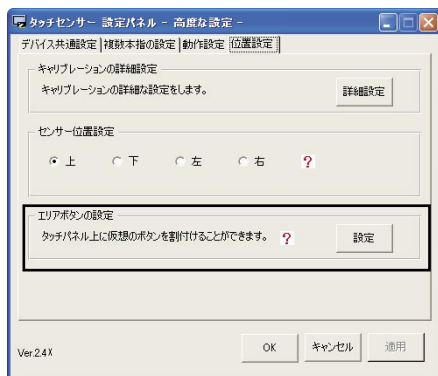 タッチセンサー 設定パネル - 高度な設定 -
デバイス共通設定 複数本指の設定 動作設定 位置設定
キャリブレーションの詳細設定
キャリブレーションの詳細な設定をします。 詳細設定
センサー位置設定
上 下 左 右 ?
エリアボタンの設定
タッチパネル上に仮想のボタンを割付けることができます。 ? 設定
Ver.2.4X OK キャンセル 適用